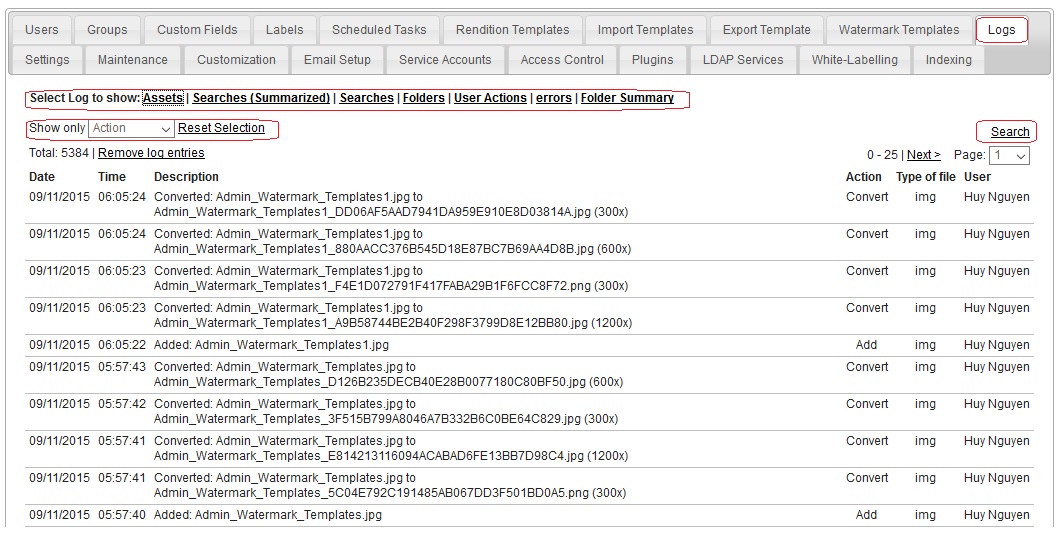 Users Groups Custom Fields Labels Scheduled Tasks Rendition Templates Import Templates Export Template Watermark Templates Logs
Settings Maintenance Customization Email Setup Service Accounts Access Control Plugins LDAP Services White-Labelling Indexing
Select Log to show: Assets | Searches (Summarized) | Searches | Folders | User Actions | errors | Folder Summary
Show only Action Reset Selection Search
Total: 5384 | Remove log entries 0 - 25 | Next > Page: 1
Date Time Description Action Type of file User
09/11/2015 06:05:24 Converted: Admin_Watermark_Templates1.jpg to Convert img Huy Nguyen
Admin_Watermark_Templates1_DD06AF5AAD7941DA959E910E8D03814A.jpg (300x)
09/11/2015 06:05:24 Converted: Admin_Watermark_Templates1.jpg to Convert img Huy Nguyen
Admin_Watermark_Templates1_880AACC376B545D18E87BC7B69AA4D8B.jpg (600x)
09/11/2015 06:05:23 Converted: Admin_Watermark_Templates1.jpg to Convert img Huy Nguyen
Admin_Watermark_Templates1_F4E1D072791F417FABA29B1F6FCC8F72.png (300x)
09/11/2015 06:05:23 Converted: Admin_Watermark_Templates1.jpg to Convert img Huy Nguyen
Admin_Watermark_Templates1_A9B58744BE2B40F298F3799D8E12BB80.jpg (1200x)
09/11/2015 06:05:22 Added: Admin_Watermark_Templates1.jpg Add img Huy Nguyen
09/11/2015 05:57:43 Converted: Admin_Watermark_Templates.jpg to Convert img Huy Nguyen
Admin_Watermark_Templates_D126B235DECB40E28B0077180C80BF50.jpg (600x)
09/11/2015 05:57:42 Converted: Admin_Watermark_Templates.jpg to Convert img Huy Nguyen
Admin_Watermark_Templates_3F515B799A8046A7B332B6C0BE64C829.jpg (300x)
09/11/2015 05:57:41 Converted: Admin_Watermark_Templates.jpg to Convert img Huy Nguyen
Admin_Watermark_Templates_E814213116094ACABAD6FE13BB7D98C4.jpg (1200x)
09/11/2015 05:57:41 Converted: Admin_Watermark_Templates.jpg to Convert img Huy Nguyen
Admin_Watermark_Templates_5C04E792C191485AB067DD3F501BD0A5.png (300x)
09/11/2015 05:57:40 Added: Admin_Watermark_Templates.jpg Add img Huy Nguyen